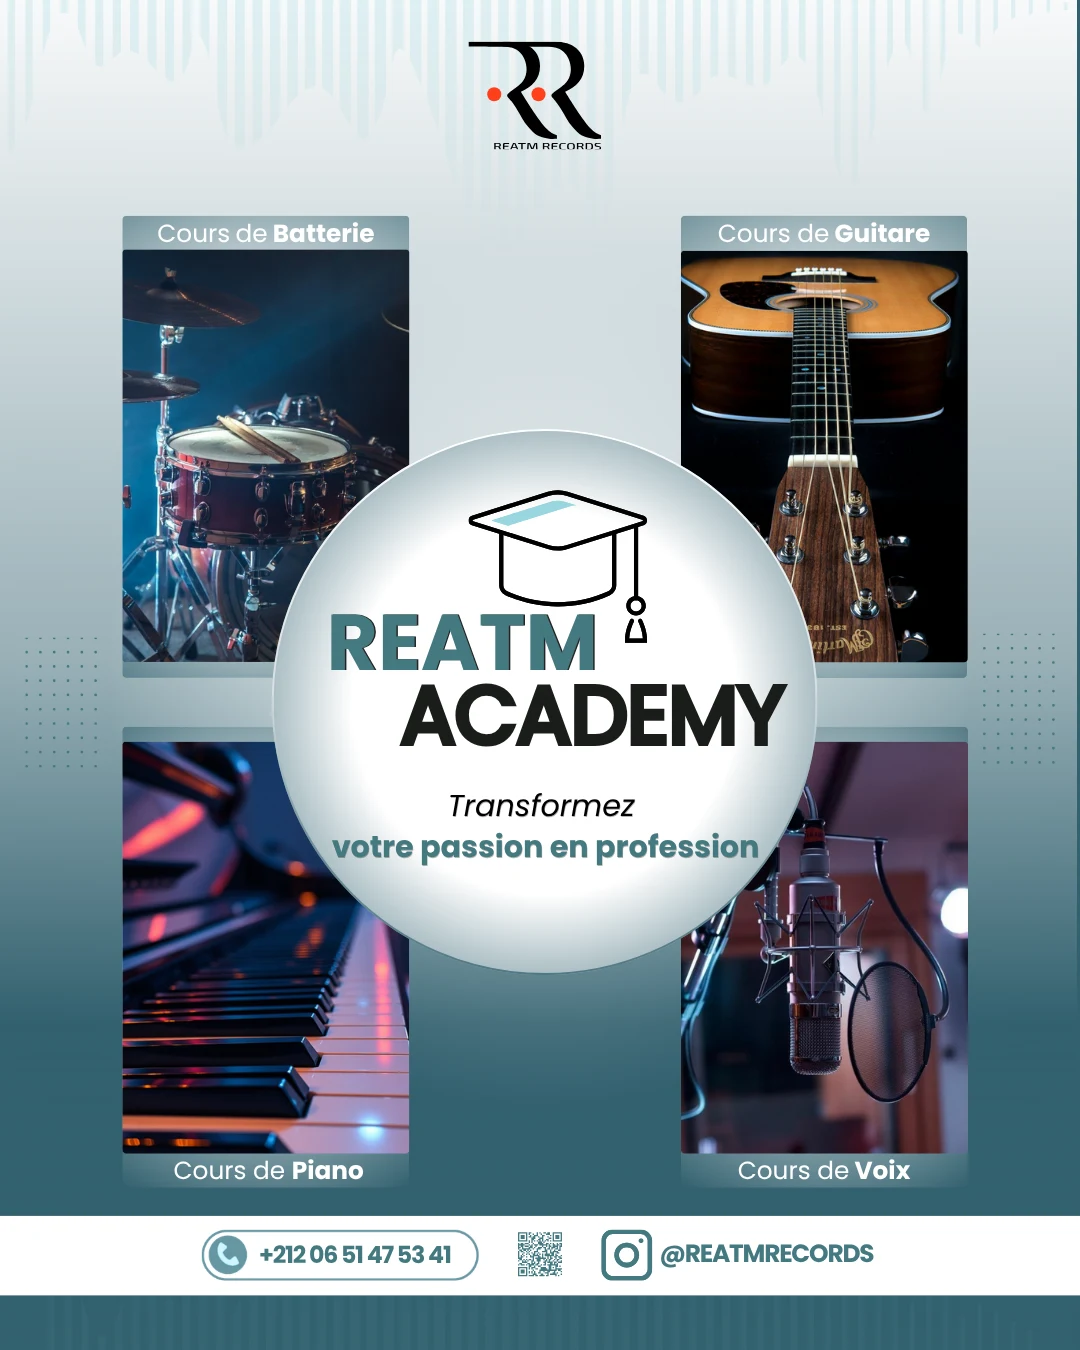 REATM RECORDS
Cours de Batterie
Cours de Guitare
REATM
ACADEMY
Transformez
votre passion en profession
Cours de Piano
Cours de Voix
+212 06 51 47 53 41
@REATMRECORDS